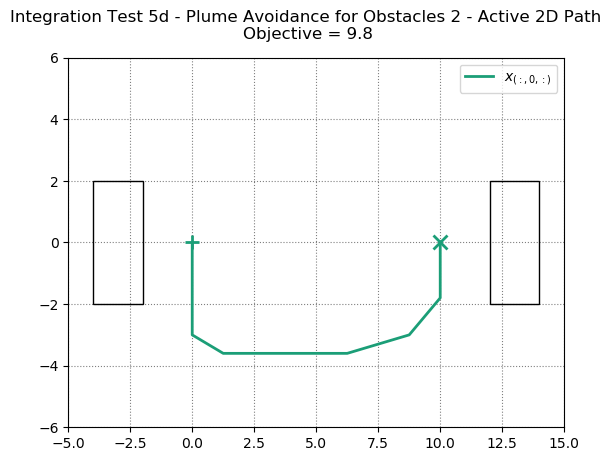 Integration Test 5d - Plume Avoidance for Obstacles 2 - Active 2D Path
Objective = 9.8
x(:,0,:)
6
4
2
0
−2
−4
−6
−5.0 −2.5 0.0 2.5 5.0 7.5 10.0 12.5 15.0